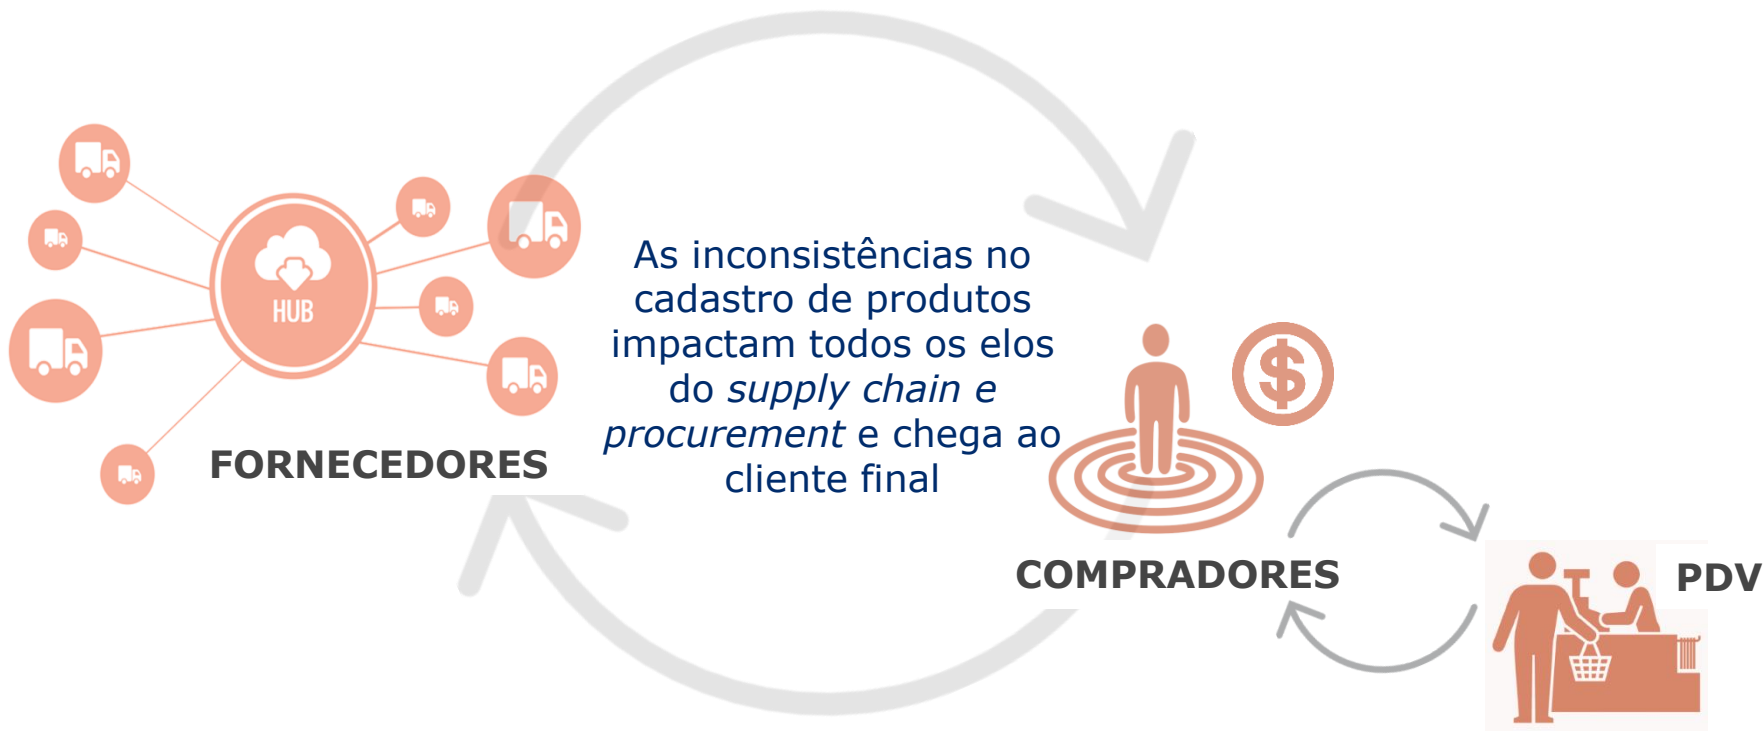 HUB
FORNECEDORES
As inconsistências no
cadastro de produtos
impactam todos os elos
do supply chain e
procurement e chega ao
cliente final
$
COMPRADORES
PDV